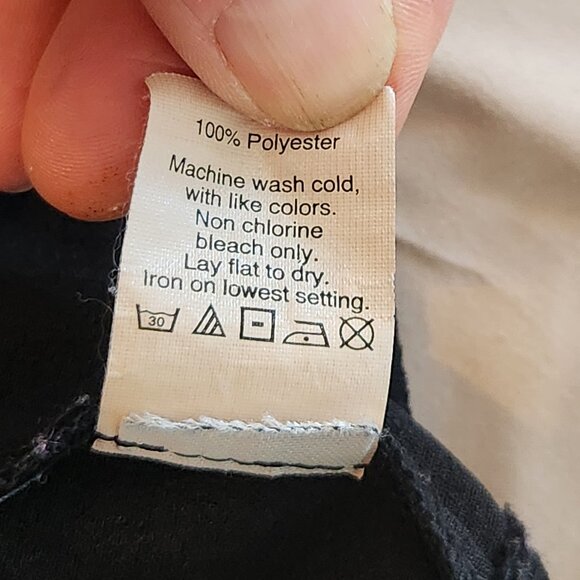 100% Polyester
Machine wash cold,
with like colors.
Non chlorine
bleach only.
Lay flat to dry.
Iron on lowest setting.
30